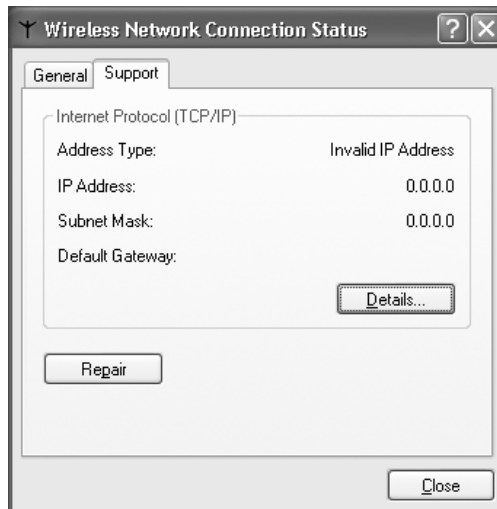 Wireless Network Connection Status
General Support
Internet Protocol (TCP/IP)
Address Type: Invalid IP Address
IP Address: 0.0.0.0
Subnet Mask: 0.0.0.0
Default Gateway:
Details...
Repair
Close